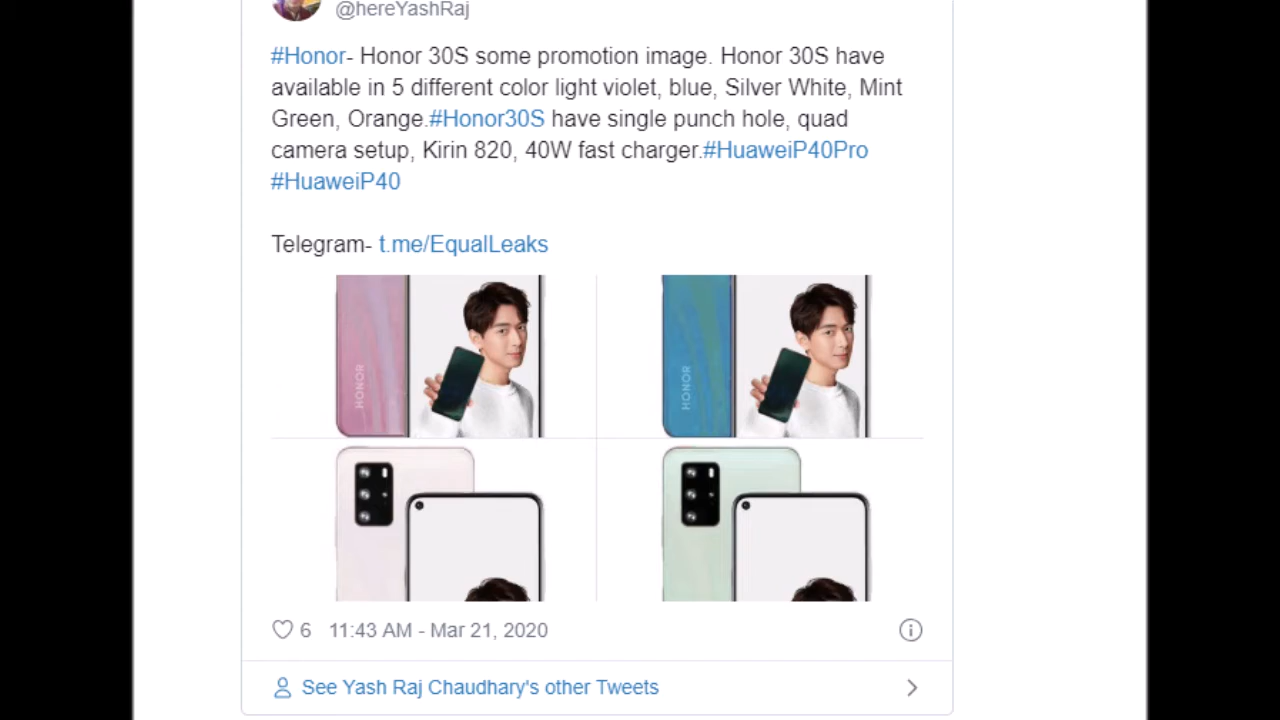 @hereYashRaj
#Honor- Honor 30S some promotion image. Honor 30S have
available in 5 different color light violet, blue, Silver White, Mint
Green, Orange.#Honor30S have single punch hole, quad
camera setup, Kirin 820, 40W fast charger.#HuaweiP40Pro
#HuaweiP40
Telegram- t.me/EqualLeaks
HONOR
HONOR
6 11:43 AM - Mar 21, 2020
See Yash Raj Chaudhary's other Tweets